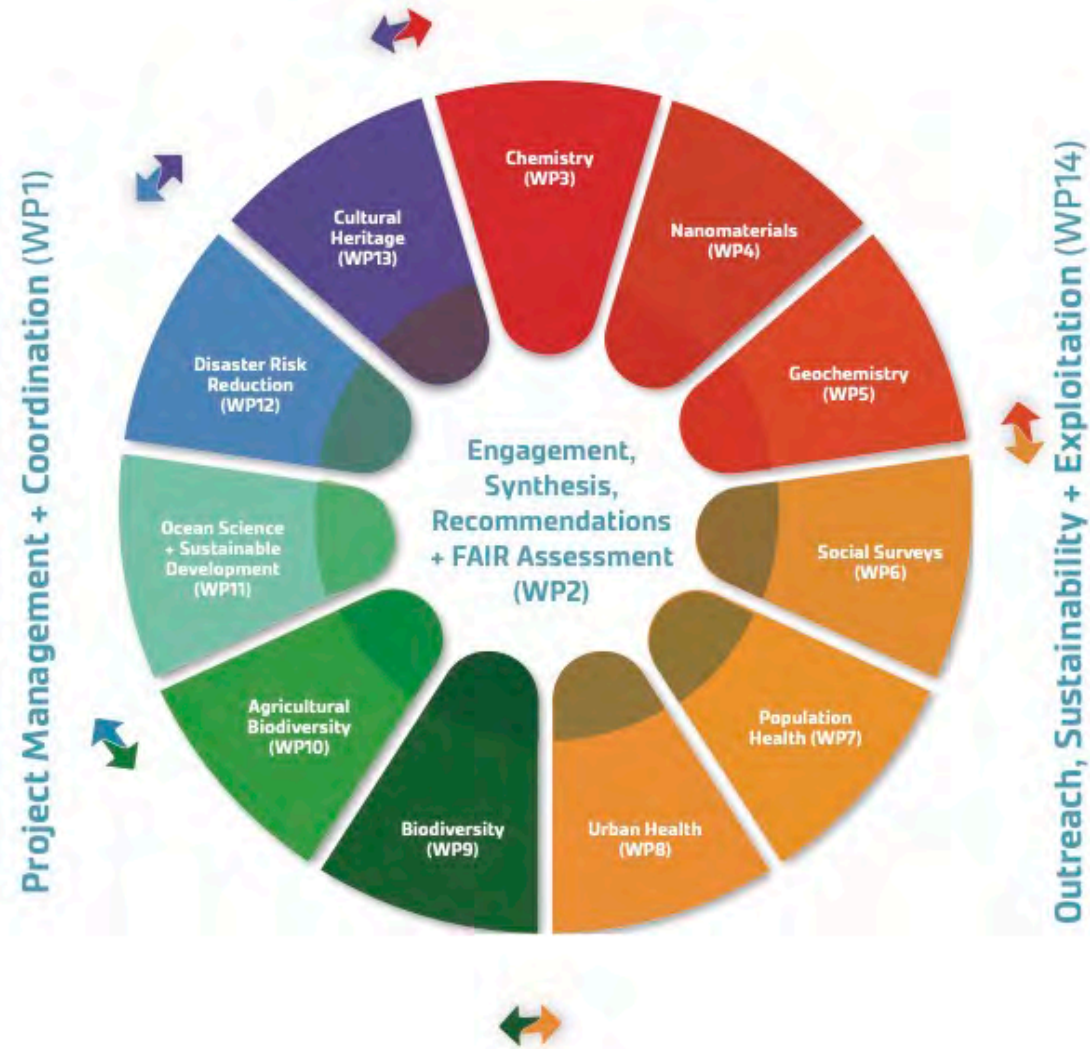 Project Management + Coordination (WP1)
Chemistry
(WP3)
Nanomaterials
(WP4)
Geochemistry
(WP5)
Social Surveys
(WP6)
Population
Health (WP7)
Urban Health
(WP8)
Biodiversity
(WP9)
Agricultural
Biodiversity
(WP10)
Ocean Science
+ Sustainable
Development
(WP11)
Disaster Risk
Reduction
(WP12)
Cultural
Heritage
(WP13)
Engagement,
Synthesis,
Recommendations
+ FAIR Assessment
(WP2)
Outreach, Sustainability + Exploitation (WP14)